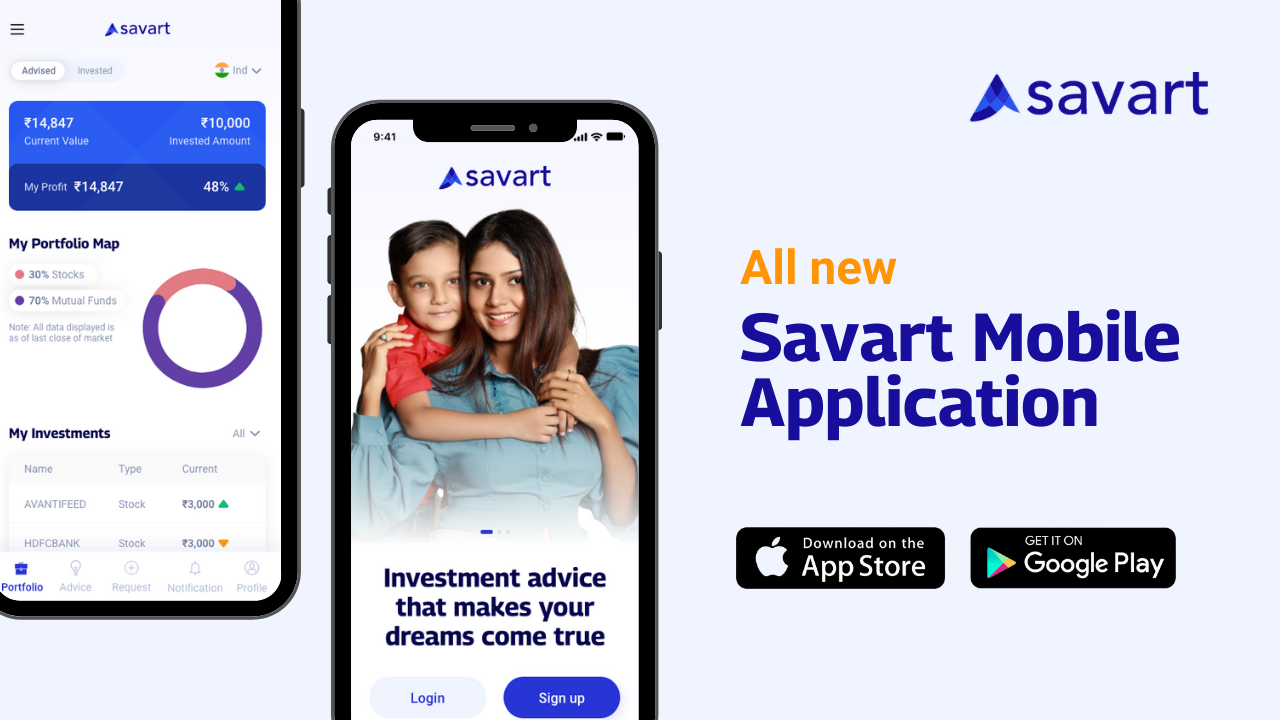 savart
Advised
Invested
Ind
₹14,847
₹10,000
Current Value
Invested Amount
My Profit ₹14,847
48%
My Portfolio Map
30% Stocks
70% Mutual Funds
Note: All data displayed is
as of last close of market
My Investments
All
Name Type Current
AVANTIFEED Stock ₹3,000
HDFCBANK Stock ₹3,000
Portfolio Advice Request Notification Profile
9:41
savart
Investment advice
that makes your
dreams come true
Login
Sign up
savart
All new
Savart Mobile
Application
Download on the
App Store
GET IT ON
Google Play